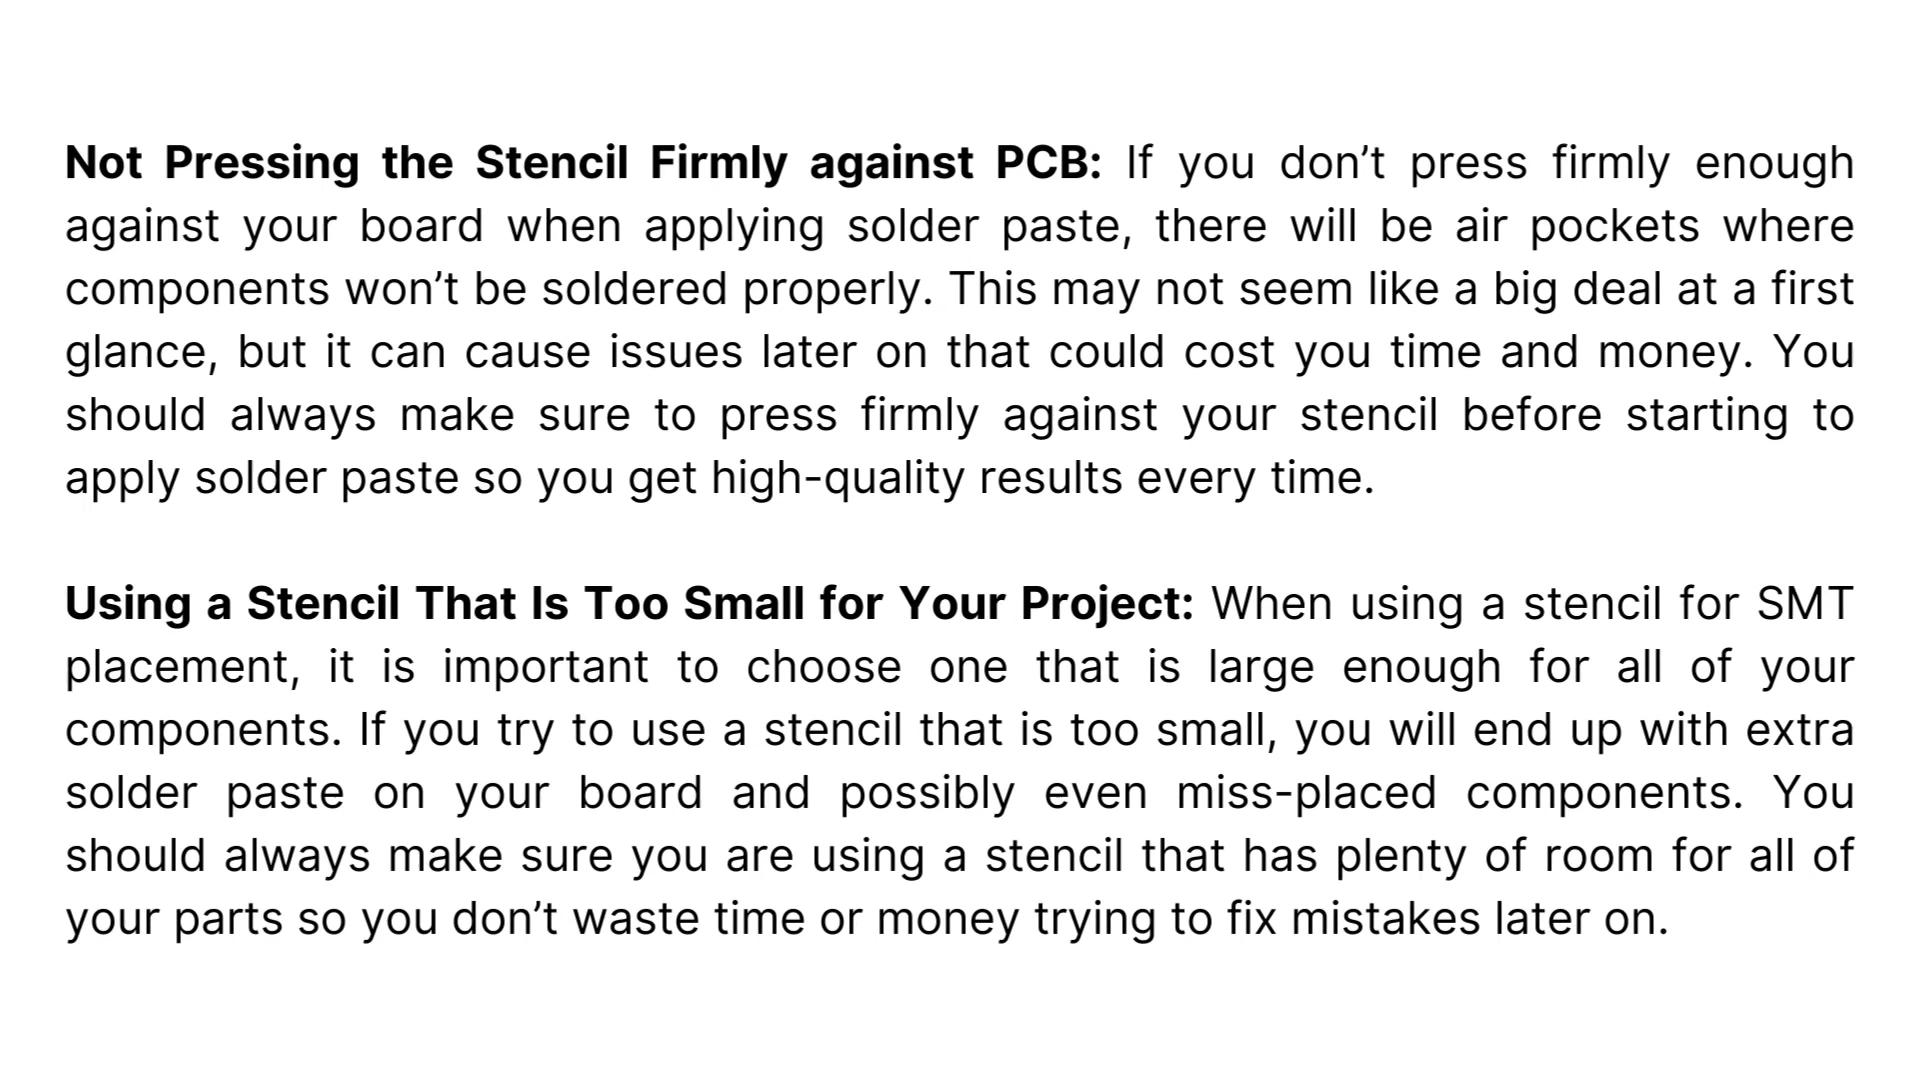 Not Pressing the Stencil Firmly against PCB: If you don’t press firmly enough
against your board when applying solder paste, there will be air pockets where
components won’t be soldered properly. This may not seem like a big deal at a first
glance, but it can cause issues later on that could cost you time and money. You
should always make sure to press firmly against your stencil before starting to
apply solder paste so you get high-quality results every time.
Using a Stencil That Is Too Small for Your Project: When using a stencil for SMT
placement, it is important to choose one that is large enough for all of your
components. If you try to use a stencil that is too small, you will end up with extra
solder paste on your board and possibly even miss-placed components. You
should always make sure you are using a stencil that has plenty of room for all of
your parts so you don’t waste time or money trying to fix mistakes later on.